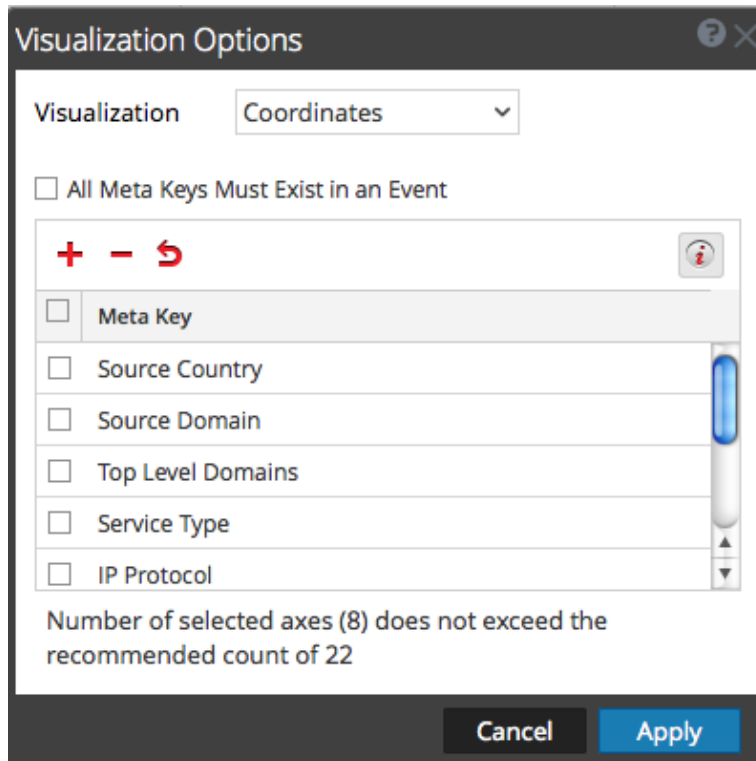 Visualization Options
Visualization Coordinates
All Meta Keys Must Exist in an Event
Meta Key
Source Country
Source Domain
Top Level Domains
Service Type
IP Protocol
Number of selected axes (8) does not exceed the
recommended count of 22
Cancel Apply